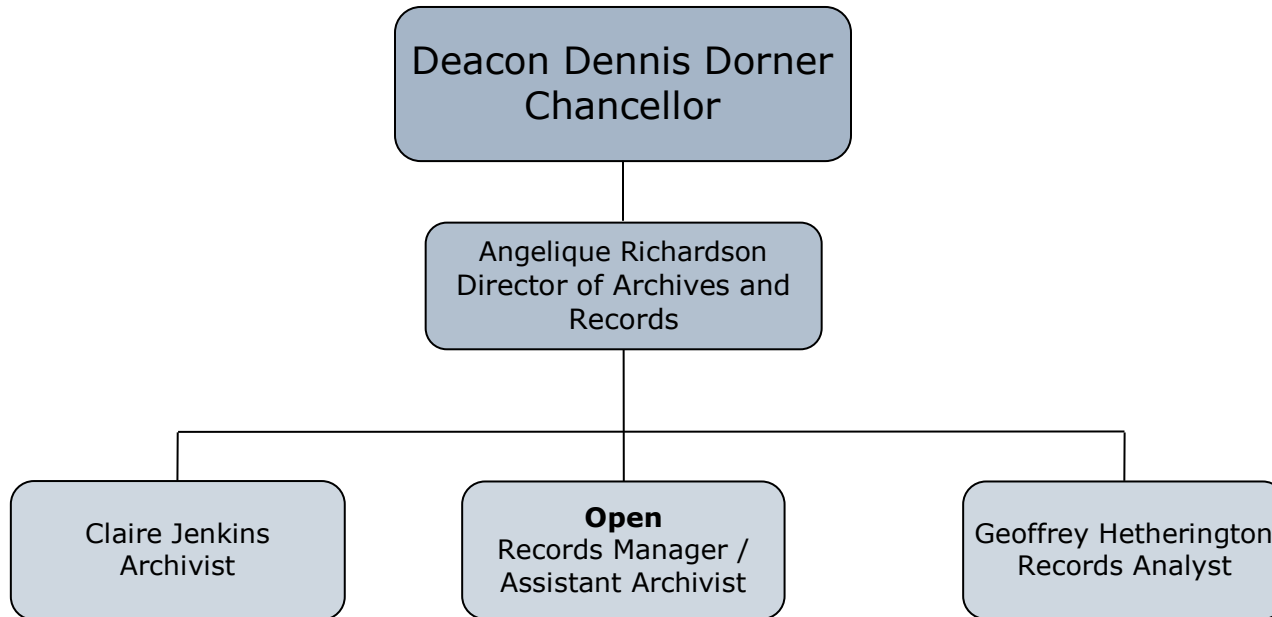 Deacon Dennis Dorner
Chancellor
Angelique Richardson
Director of Archives and
Records
Claire Jenkins
Archivist
Open
Records Manager /
Assistant Archivist
Geoffrey Hetherington
Records Analyst